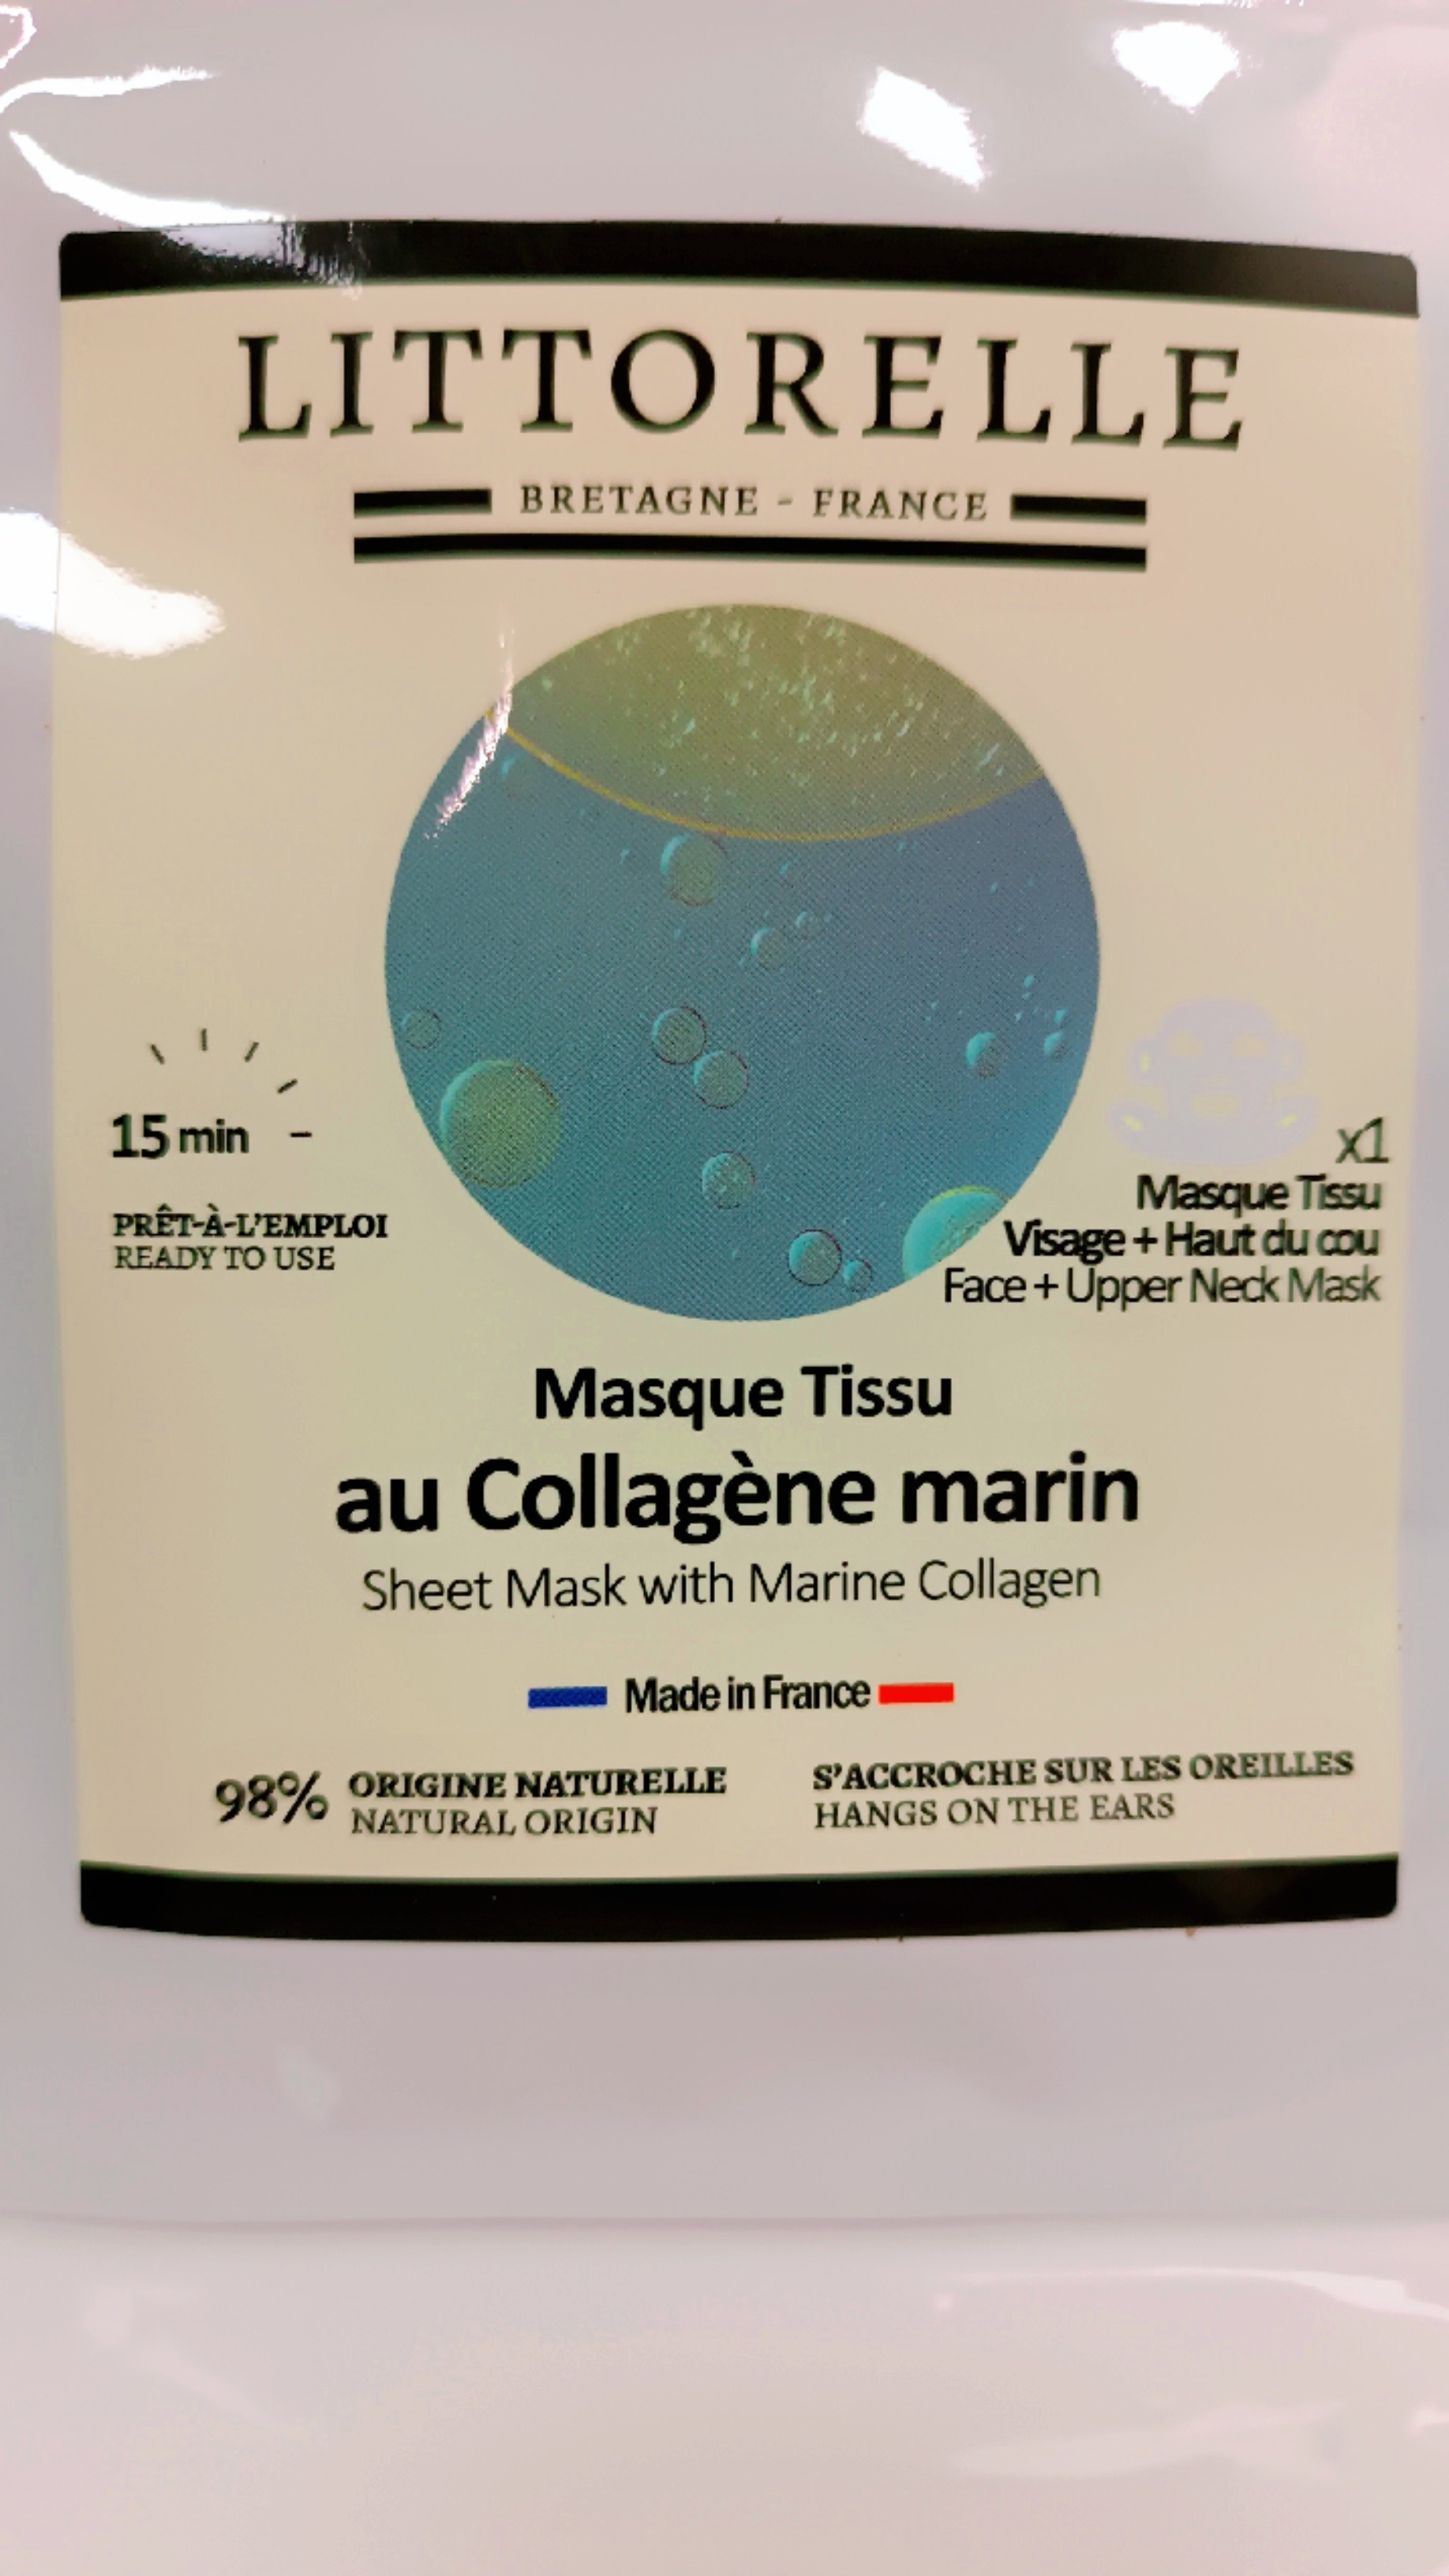 LITTORELLE
BRETAGNE - FRANCE
15 min
PRÊT-À-L'EMPLOI
READY TO USE
x1
Masque Tissu
Visage + Haut du cou
Face + Upper Neck Mask
Masque Tissu
au Collagène marin
Sheet Mask with Marine Collagen
Made in France
98% ORIGINE NATURELLE
NATURAL ORIGIN
S'ACCROCHE SUR LES OREILLES
HANGS ON THE EARS